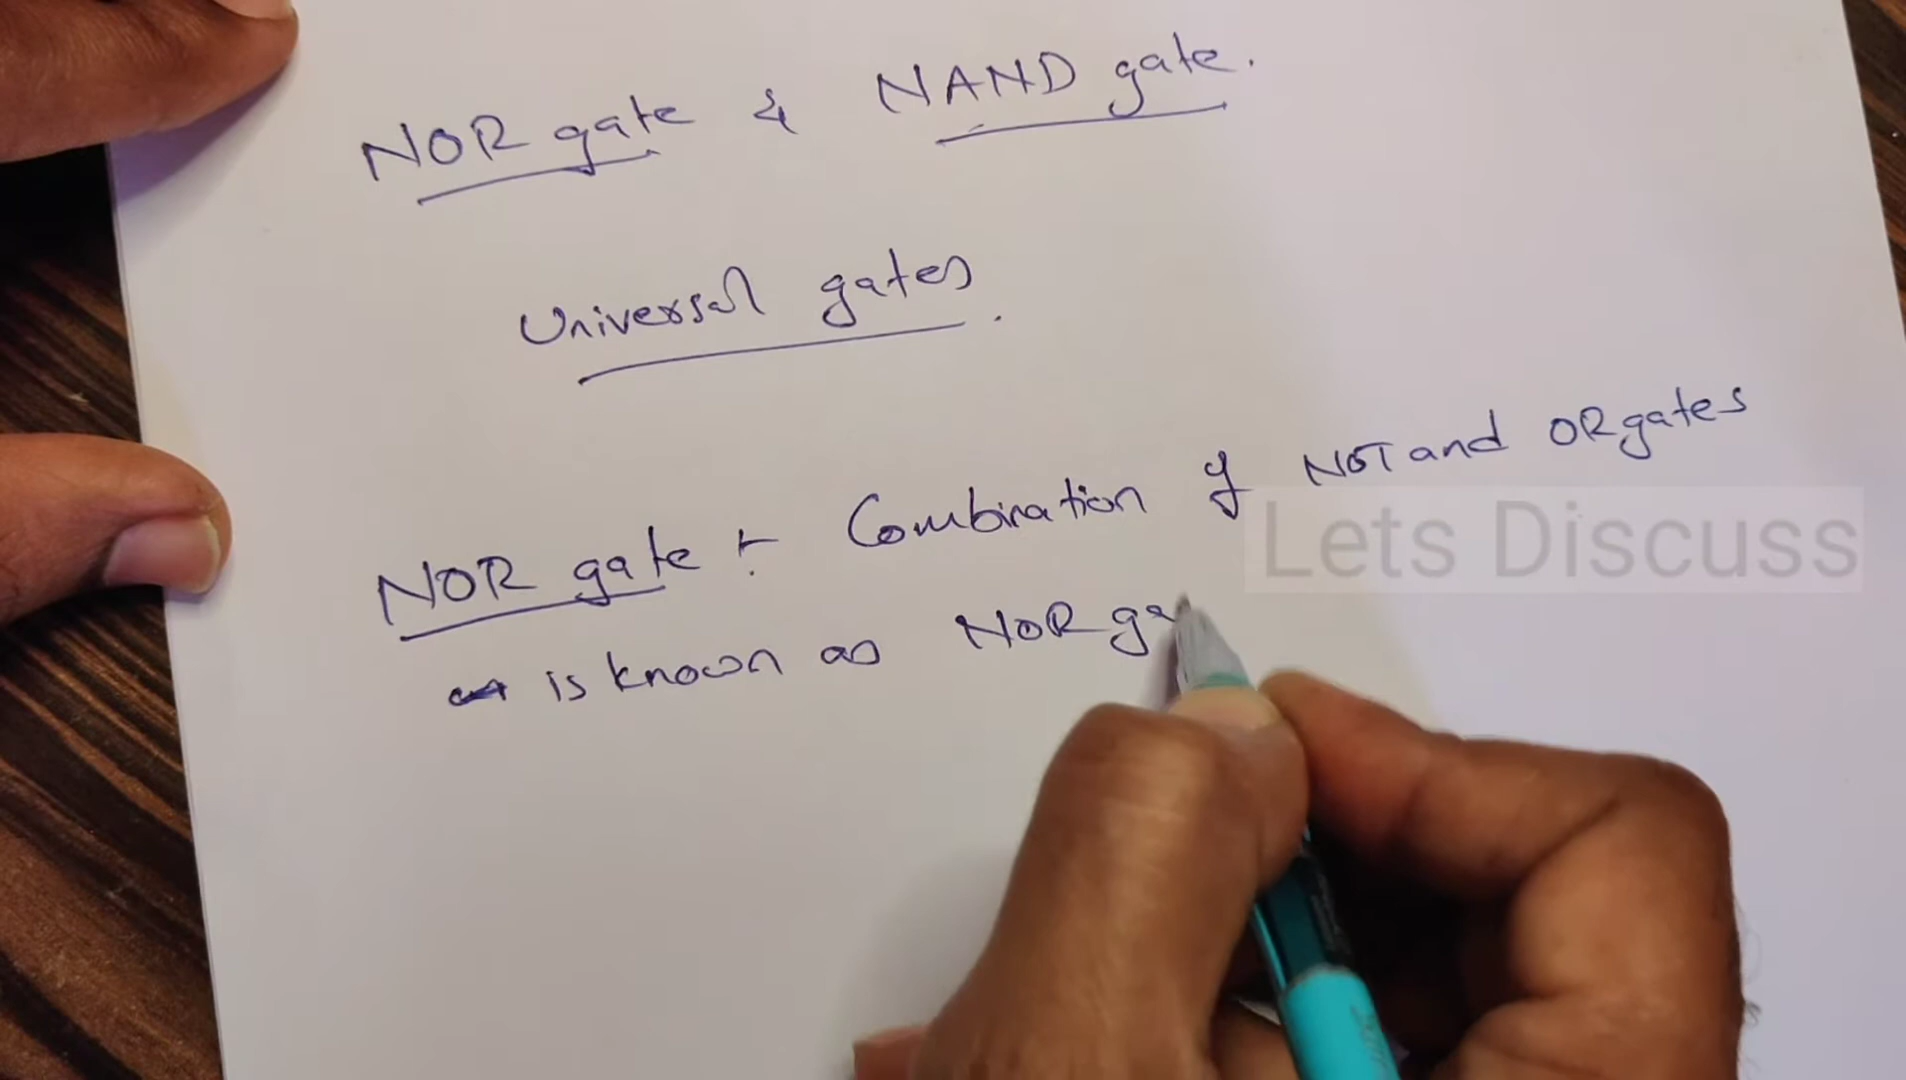 NOR gate & NAND gate.
Universal gates.
NOR gate :- Combination of NOT and OR gates
is known as NOR ga
Lets Discuss